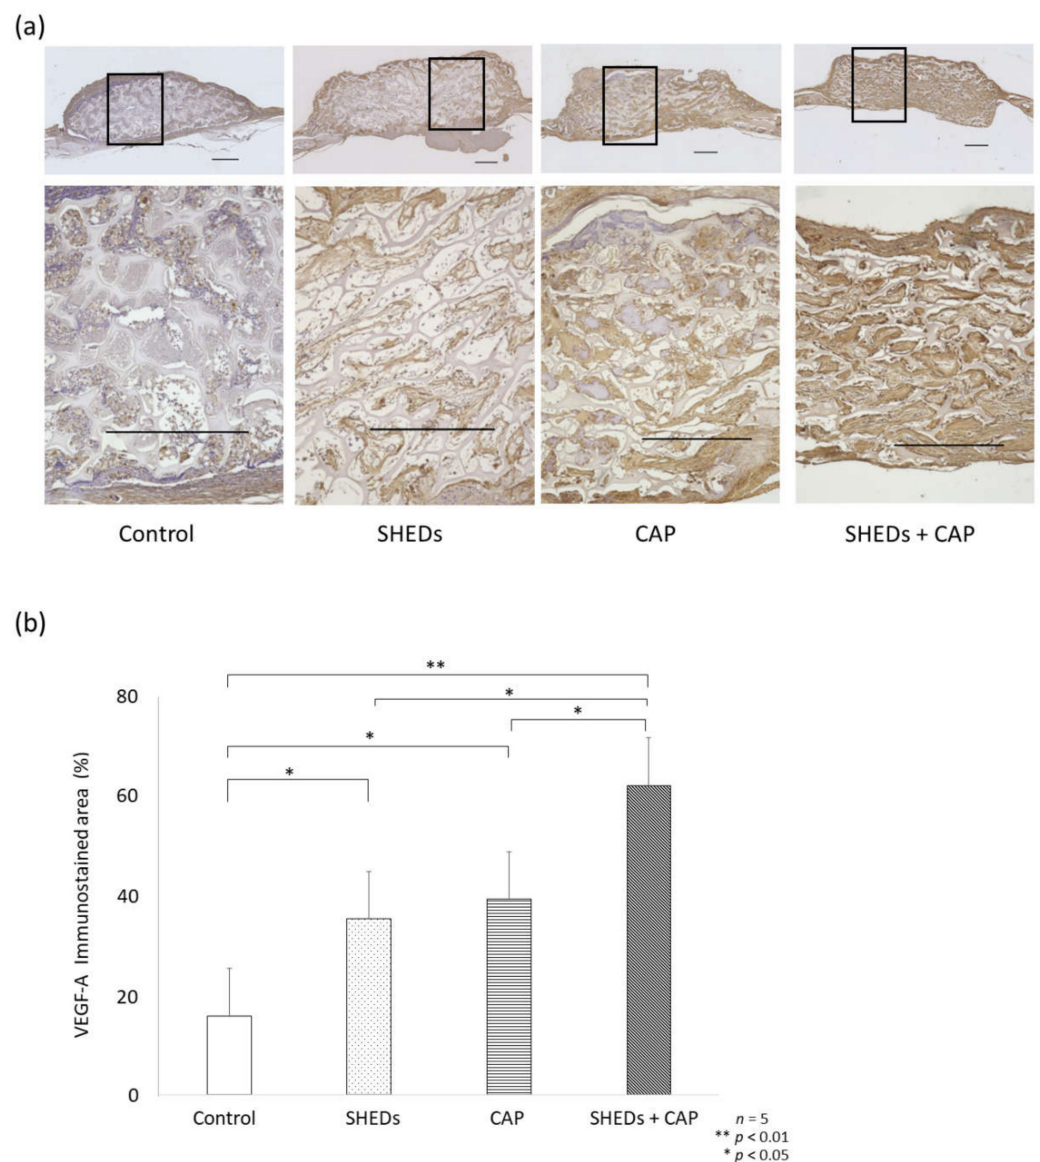 (a)
Control SHEDs CAP SHEDs + CAP
(b)
**
*
*
*
*
80
60
40
20
0
VEGF-A Immunostained area (%)
Control SHEDs CAP SHEDs + CAP
n = 5
** p < 0.01
* p < 0.05